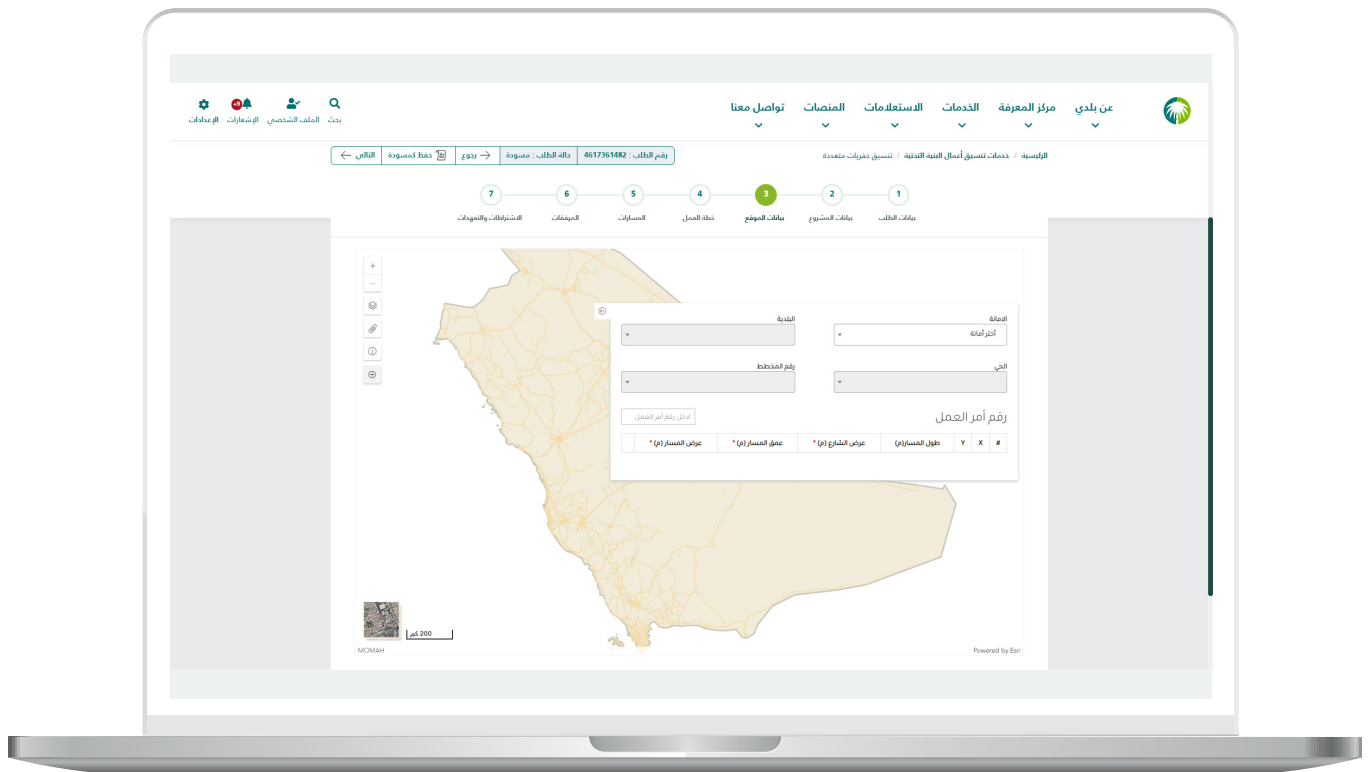 عن بلدي
مركز المعرفة
الخدمات
الاستعلامات
المنصات
تواصل معنا
بحث
الملف الشخصي
الإشعارات
+9
الإعدادات
الرئيسية / خدمات تنسيق أعمال البنية التحتية / تنسيق حفريات متعددة
رقم الطلب : 4617361482
حالة الطلب : مسودة
رجوع
حفظ كمسودة
التالي
1
2
3
4
5
6
7
بيانات الطلب
بيانات المشروع
بيانات الموقع
خطة العمل
المسارات
المرفقات
الاشتراطات والتعهدات
الامانة
البلدية
أختر أمانة
الحي
رقم المخطط
رقم أمر العمل
ادخل رقم أمر العمل
# X Y طول المسار(م) عرض الشارع (م) * عمق المسار (م) * عرض المسار (م) *
200 كم
MOMAH
Powered by Esri